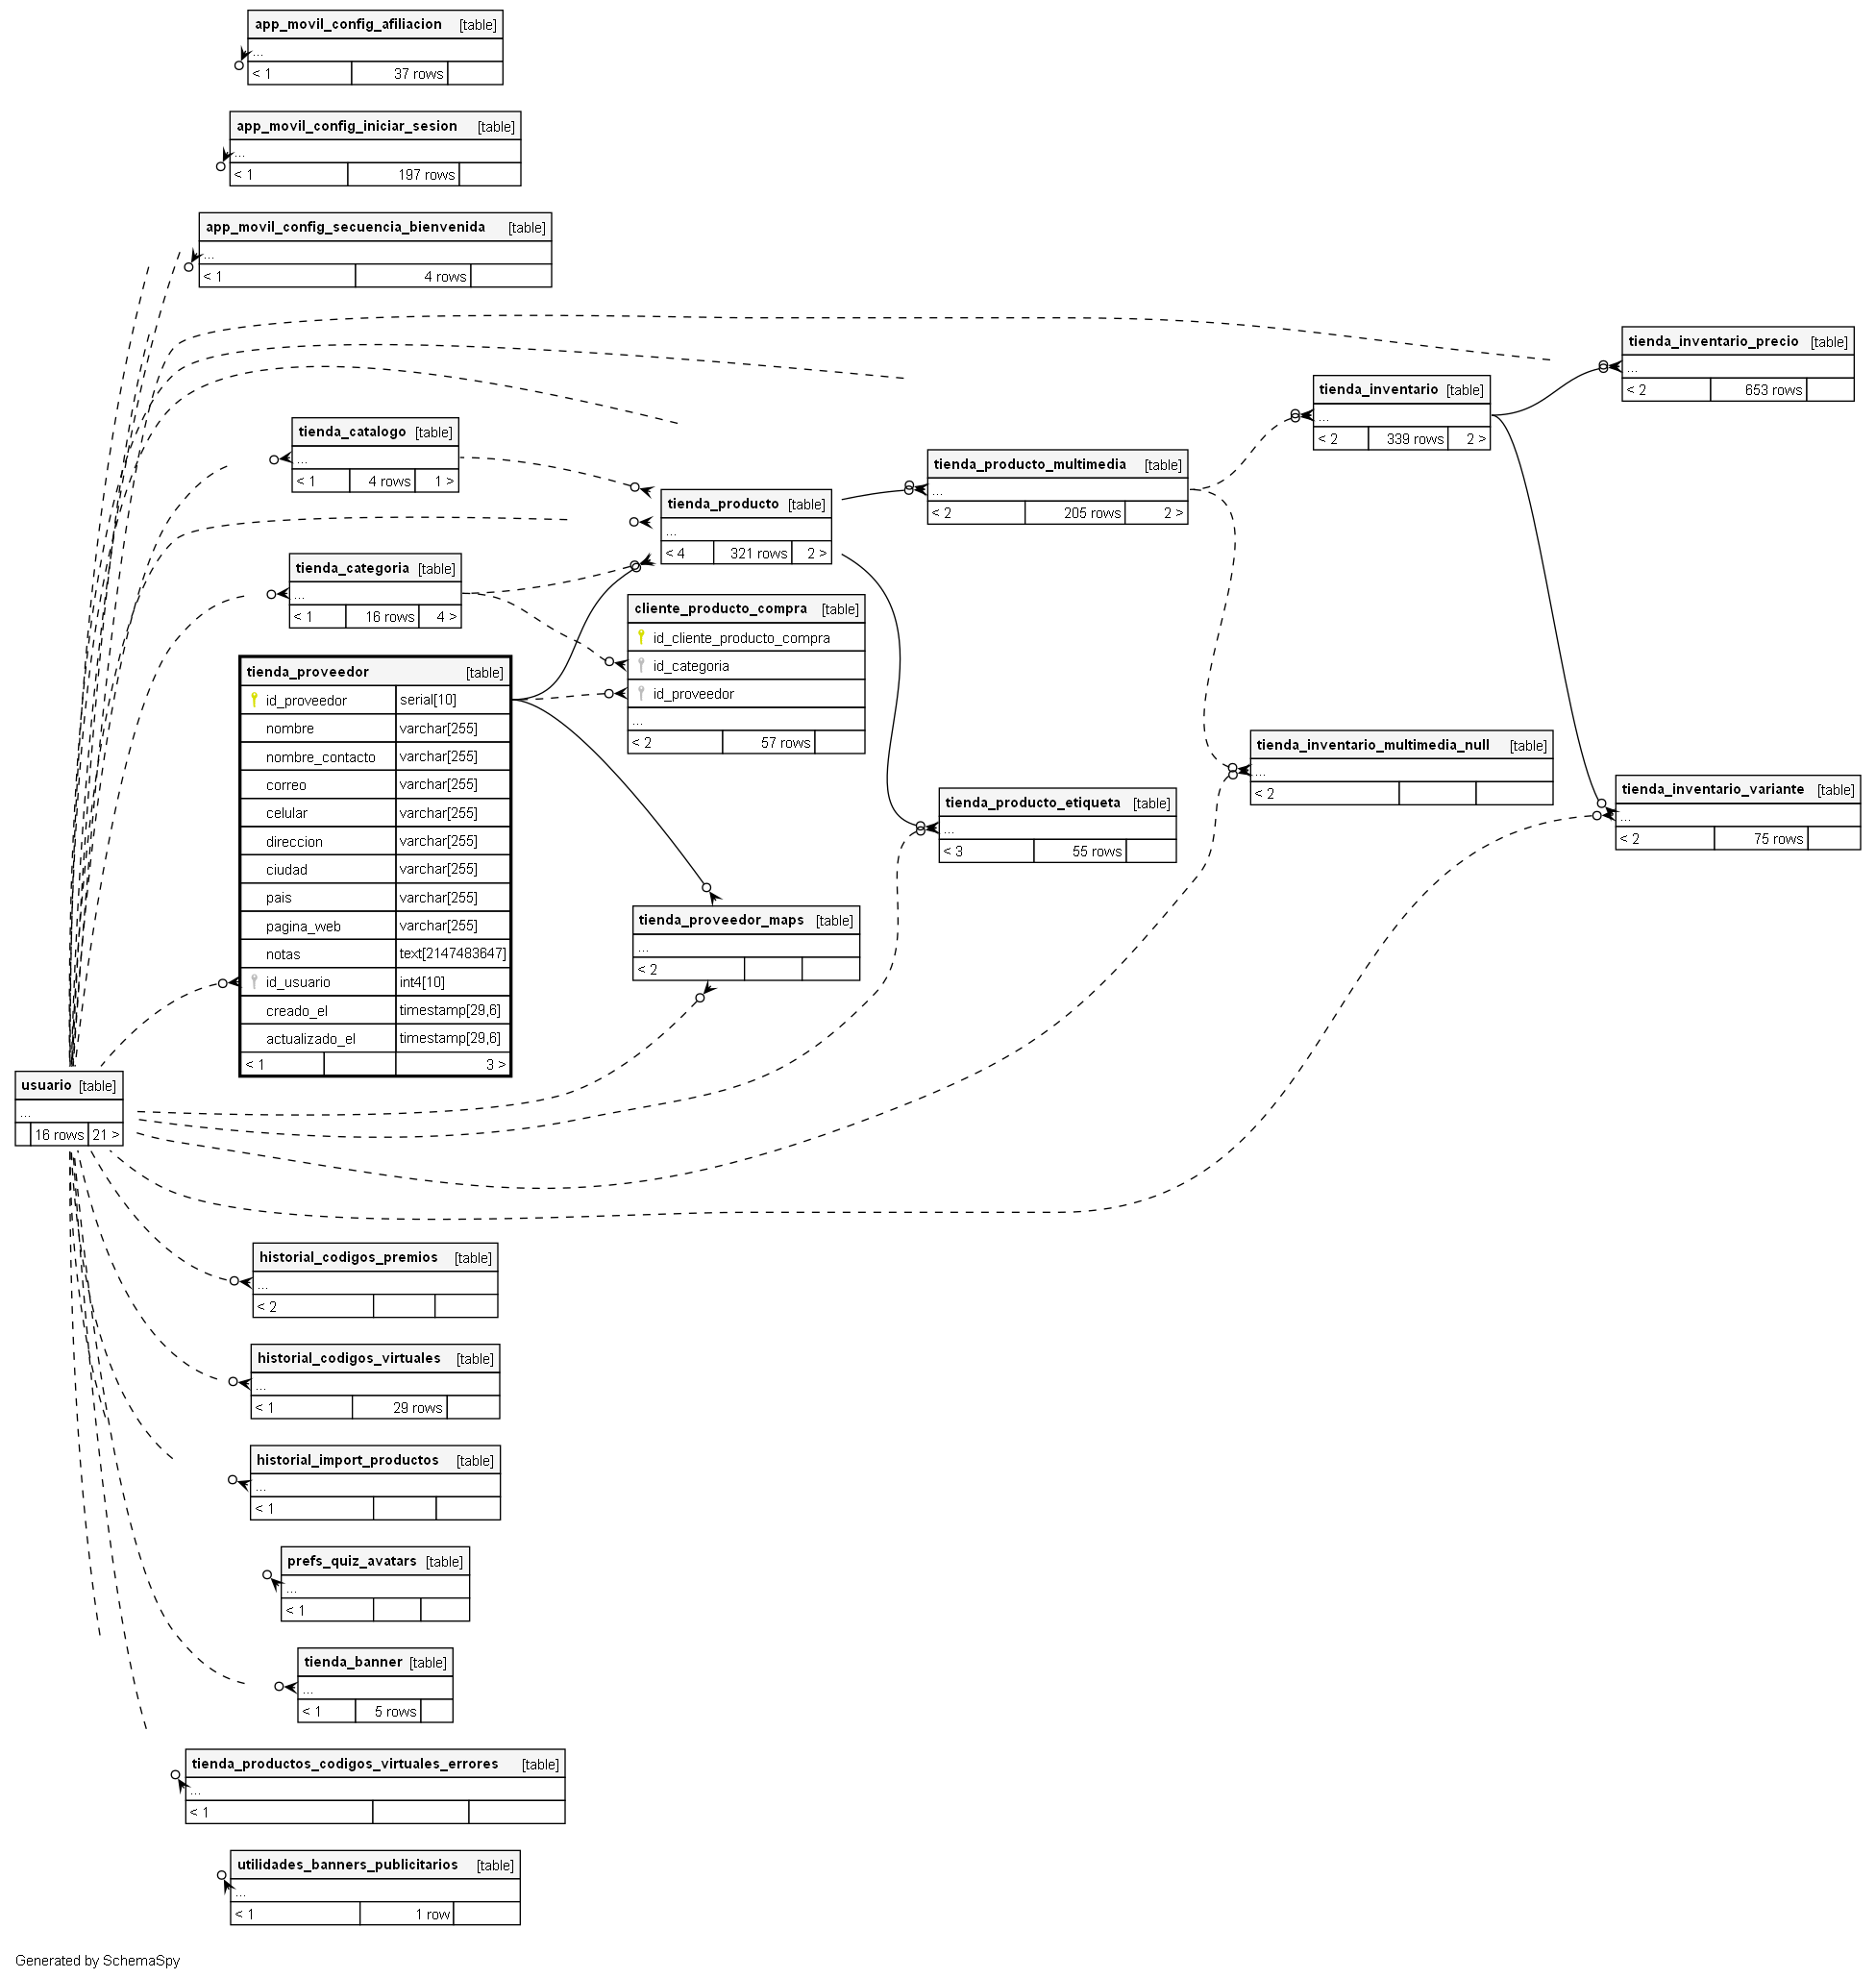 app_movil_config_afiliacion [table]
...
< 1 37 rows
app_movil_config_iniciar_sesion [table]
...
< 1 197 rows
app_movil_config_secuencia_bienvenida [table]
...
< 1 4 rows
tienda_inventario_precio [table]
...
< 2 653 rows
tienda_inventario [table]
...
< 2 339 rows 2 >
tienda_catalogo [table]
...
< 1 4 rows 1 >
tienda_producto_multimedia [table]
...
< 2 205 rows 2 >
tienda_producto [table]
...
< 4 321 rows 2 >
tienda_categoria [table]
...
< 1 16 rows 4 >
cliente_producto_compra [table]
id_cliente_producto_compra
id_categoria
id_proveedor
...
< 2 57 rows
tienda_proveedor [table]
id_proveedor serial[10]
nombre varchar[255]
nombre_contacto varchar[255]
correo varchar[255]
celular varchar[255]
direccion varchar[255]
ciudad varchar[255]
pais varchar[255]
pagina_web varchar[255]
notas text[2147483647]
id_usuario int4[10]
creado_el timestamp[29,6]
actualizado_el timestamp[29,6]
< 1 3 >
tienda_inventario_multimedia_null [table]
...
< 2
tienda_inventario_variante [table]
...
< 2 75 rows
tienda_producto_etiqueta [table]
...
< 3 55 rows
tienda_proveedor_maps [table]
...
< 2
usuario [table]
...
16 rows 21 >
historial_codigos_premios [table]
...
< 2
historial_codigos_virtuales [table]
...
< 1 29 rows
historial_import_productos [table]
...
< 1
prefs_quiz_avatars [table]
...
< 1
tienda_banner [table]
...
< 1 5 rows
tienda_productos_codigos_virtuales_errores [table]
...
< 1
utilidades_banners_publicitarios [table]
...
< 1 1 row
Generated by SchemaSpy